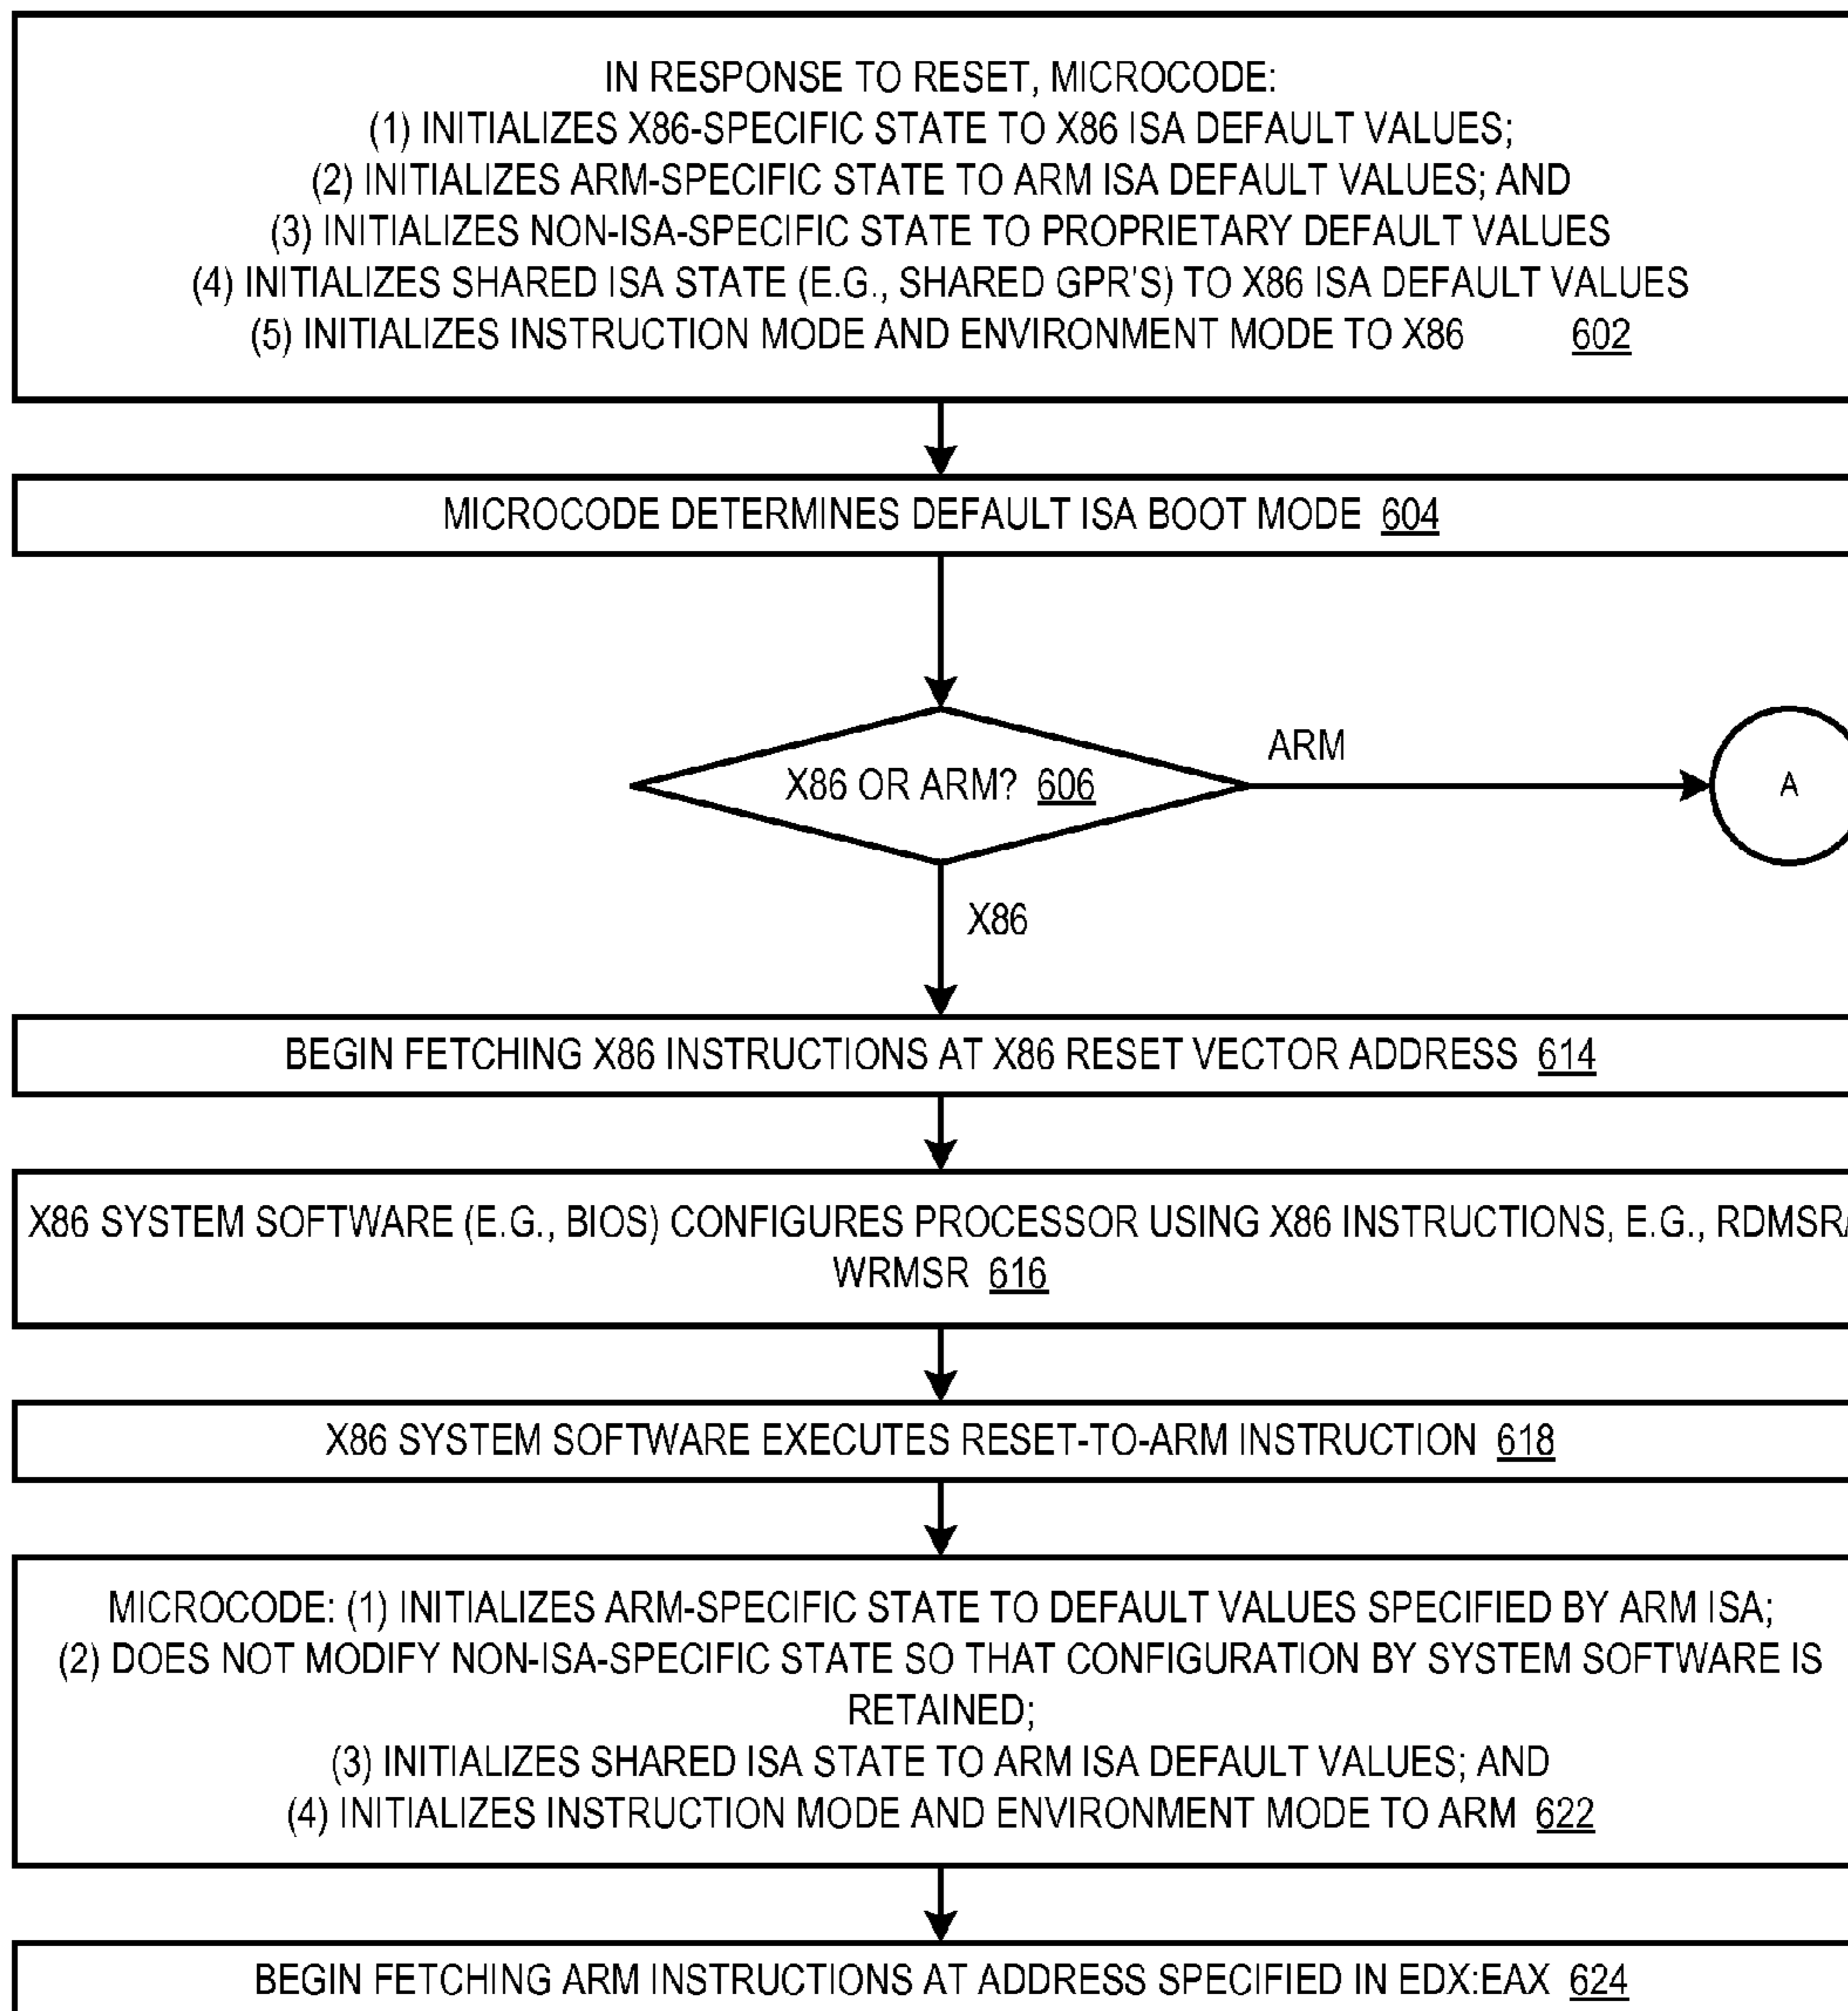 IN RESPONSE TO RESET, MICROCODE:
(1) INITIALIZES X86-SPECIFIC STATE TO X86 ISA DEFAULT VALUES;
(2) INITIALIZES ARM-SPECIFIC STATE TO ARM ISA DEFAULT VALUES; AND
(3) INITIALIZES NON-ISA-SPECIFIC STATE TO PROPRIETARY DEFAULT VALUES
(4) INITIALIZES SHARED ISA STATE (E.G., SHARED GPR'S) TO X86 ISA DEFAULT VALUES
(5) INITIALIZES INSTRUCTION MODE AND ENVIRONMENT MODE TO X86 602
MICROCODE DETERMINES DEFAULT ISA BOOT MODE 604
ARM
X86 OR ARM? 606
A
X86
BEGIN FETCHING X86 INSTRUCTIONS AT X86 RESET VECTOR ADDRESS 614
X86 SYSTEM SOFTWARE (E.G., BIOS) CONFIGURES PROCESSOR USING X86 INSTRUCTIONS, E.G., RDMSR/
WRMSR 616
X86 SYSTEM SOFTWARE EXECUTES RESET-TO-ARM INSTRUCTION 618
MICROCODE: (1) INITIALIZES ARM-SPECIFIC STATE TO DEFAULT VALUES SPECIFIED BY ARM ISA;
(2) DOES NOT MODIFY NON-ISA-SPECIFIC STATE SO THAT CONFIGURATION BY SYSTEM SOFTWARE IS
RETAINED;
(3) INITIALIZES SHARED ISA STATE TO ARM ISA DEFAULT VALUES; AND
(4) INITIALIZES INSTRUCTION MODE AND ENVIRONMENT MODE TO ARM 622
BEGIN FETCHING ARM INSTRUCTIONS AT ADDRESS SPECIFIED IN EDX:EAX 624